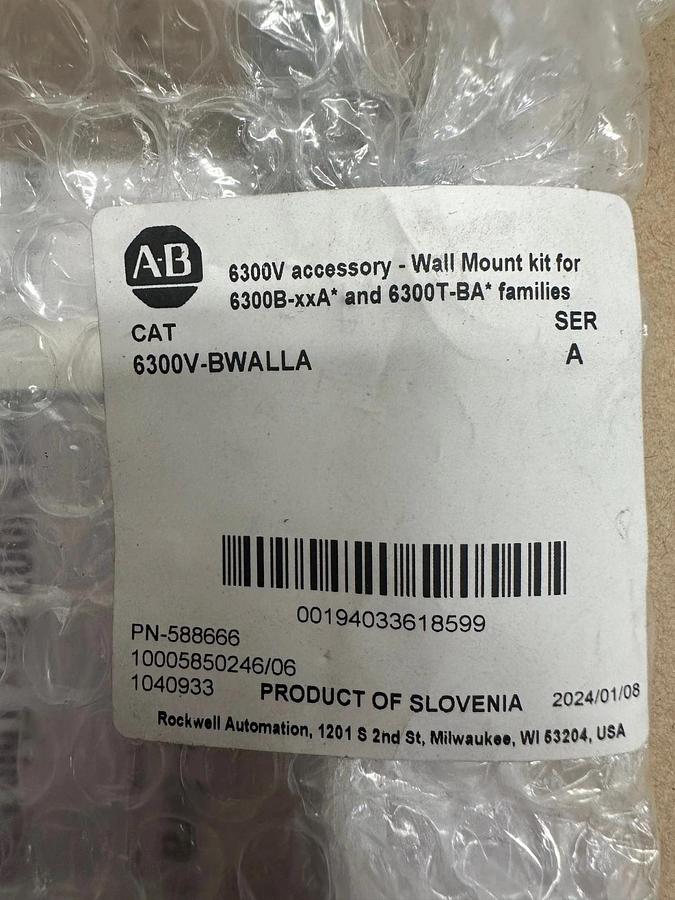 A-B
6300V accessory - Wall Mount kit for
6300B-xxA* and 6300T-BA* families
CAT
SER
6300V-BWALLA
A
00194033618599
PN-588666
10005850246/06
1040933
PRODUCT OF SLOVENIA
2024/01/08
Rockwell Automation, 1201 S 2nd St, Milwaukee, WI 53204, USA